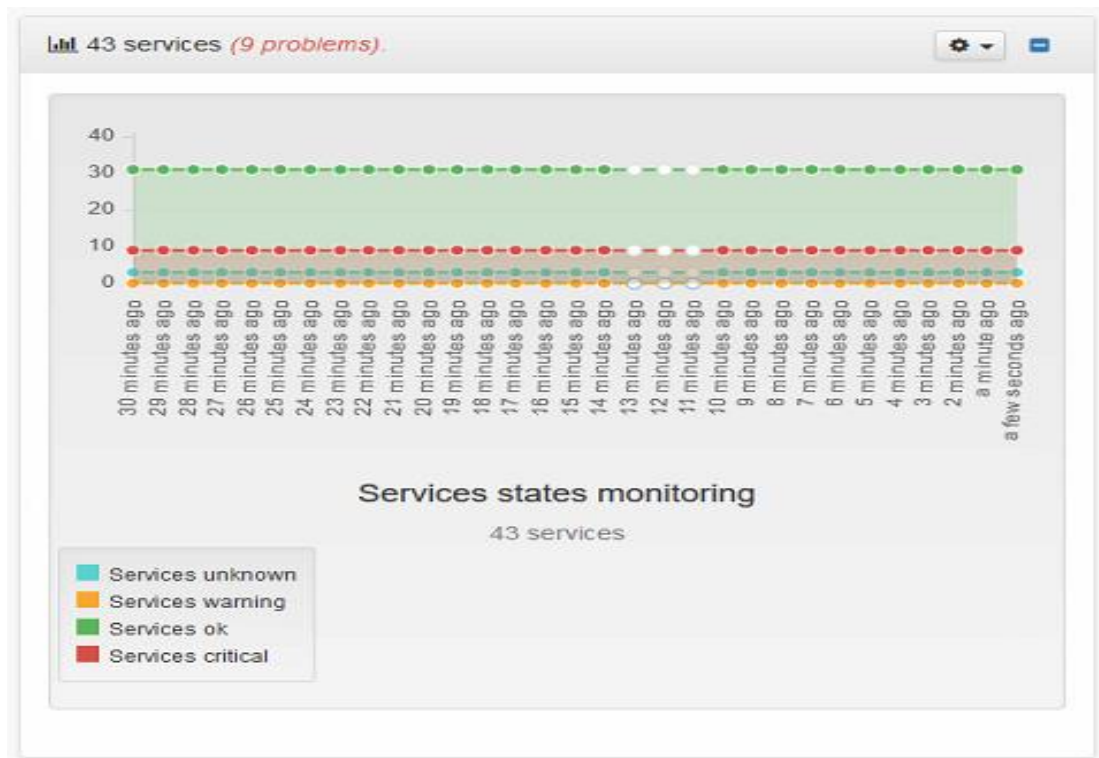 43 services (9 problems).
40
30
20
10
0
30 minutes ago
29 minutes ago
28 minutes ago
27 minutes ago
26 minutes ago
25 minutes ago
24 minutes ago
23 minutes ago
22 minutes ago
21 minutes ago
20 minutes ago
19 minutes ago
18 minutes ago
17 minutes ago
16 minutes ago
15 minutes ago
14 minutes ago
13 minutes ago
12 minutes ago
11 minutes ago
10 minutes ago
9 minutes ago
8 minutes ago
7 minutes ago
6 minutes ago
5 minutes ago
4 minutes ago
3 minutes ago
2 minutes ago
a minute ago
a few seconds ago
Services states monitoring
43 services
Services unknown
Services warning
Services ok
Services critical